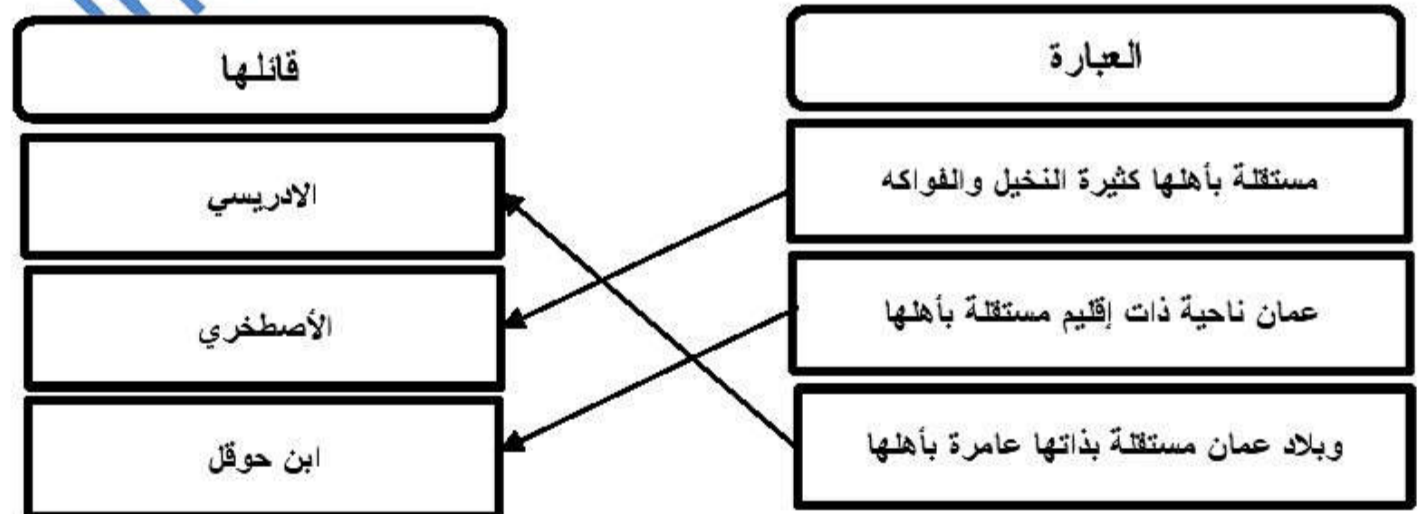 العبارة
قائلها
مستقلة بأهلها كثيرة النخيل والفواكه
الادريسي
عمان ناحية ذات إقليم مستقلة بأهلها
الأصطخري
وبلاد عمان مستقلة بذاتها عامرة بأهلها
ابن حوقل